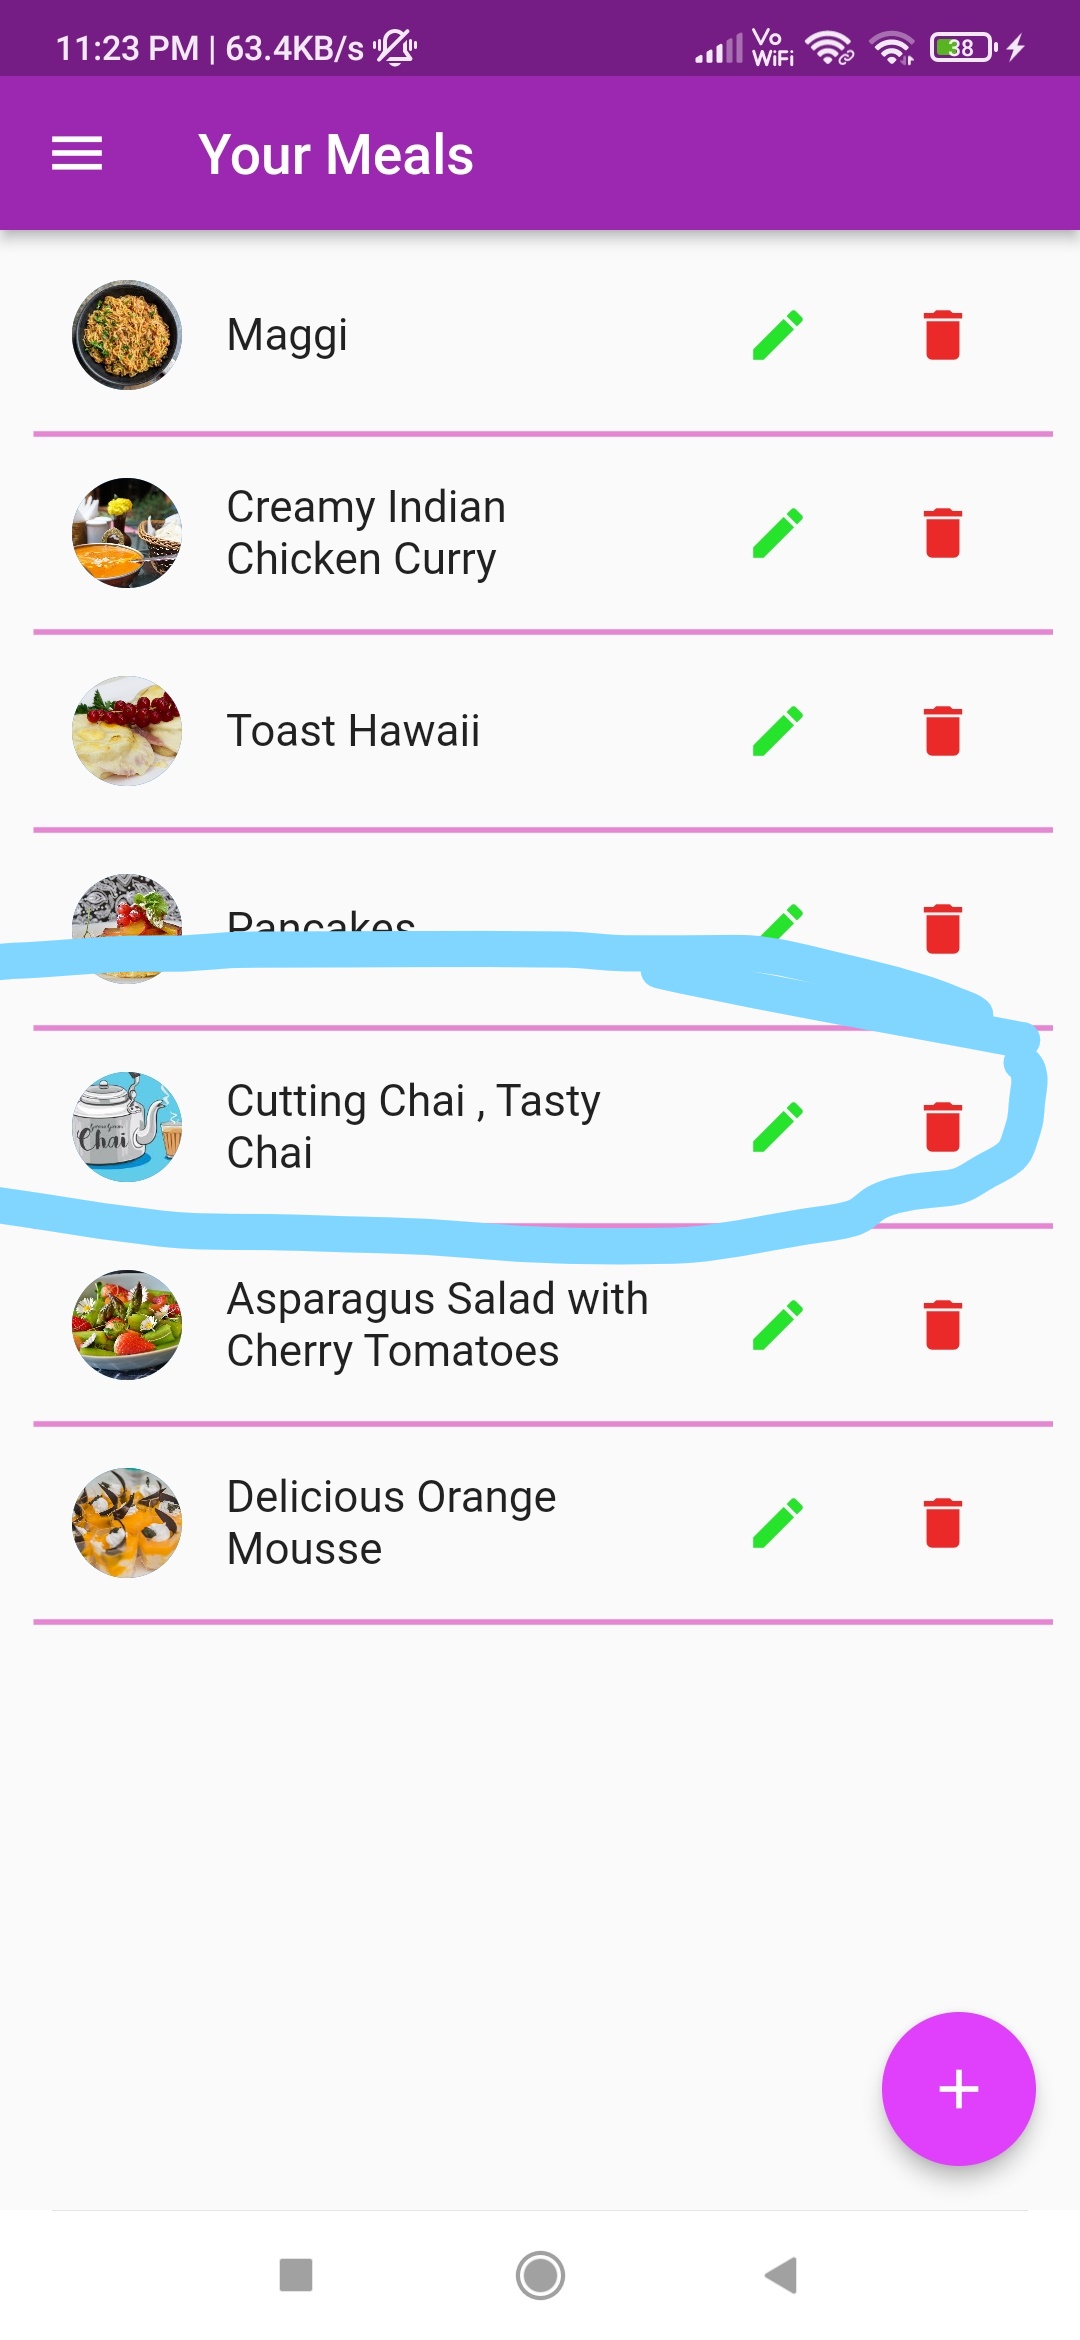 11:23 PM | 63.4KB/s
Vo
WiFi
38
Your Meals
Maggi
Creamy Indian
Chicken Curry
Toast Hawaii
Pancakes
Chai
Cutting Chai , Tasty
Chai
Asparagus Salad with
Cherry Tomatoes
Delicious Orange
Mousse